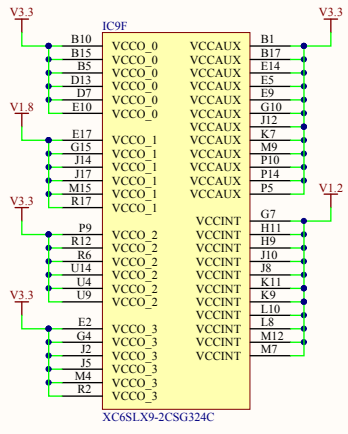 V3.3 V3.3
IC9F
B10 VCCO_0 VCCAUX B1
B15 VCCO_0 VCCAUX B17
B5 VCCO_0 VCCAUX E14
D13 VCCO_0 VCCAUX E5
D7 VCCO_0 VCCAUX E9
E10 VCCO_0 VCCAUX G10
V1.8 VCCAUX J12
E17 VCCO_1 VCCAUX K7
G15 VCCO_1 VCCAUX M9
J14 VCCO_1 VCCAUX P10
J17 VCCO_1 VCCAUX P14
M15 VCCO_1 VCCAUX P5
R17 VCCO_1
V1.2
V3.3 VCCINT G7
P9 VCCO_2 VCCINT H11
R12 VCCO_2 VCCINT H9
R6 VCCO_2 VCCINT J10
U14 VCCO_2 VCCINT J8
U4 VCCO_2 VCCINT K11
U9 VCCO_2 VCCINT K9
V3.3 VCCINT L10
E2 VCCO_3 VCCINT L8
G4 VCCO_3 VCCINT M12
J2 VCCO_3 VCCINT M7
J5 VCCO_3
M4 VCCO_3
R2 VCCO_3
XC6SLX9-2CSG324C